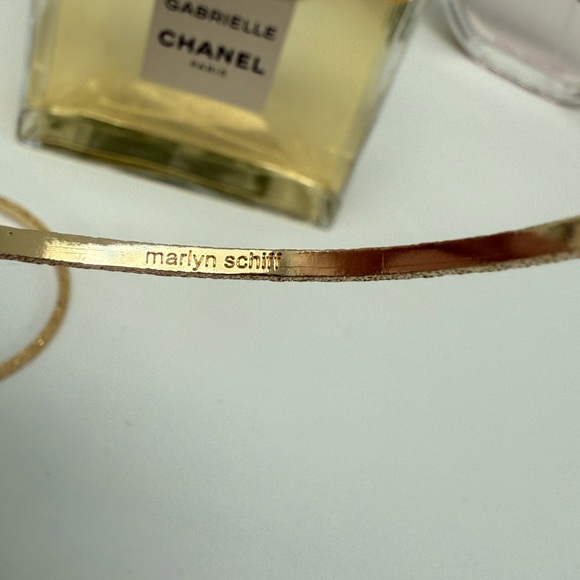 GABRIELLE
CHANEL
PARIS
marlyn schiff